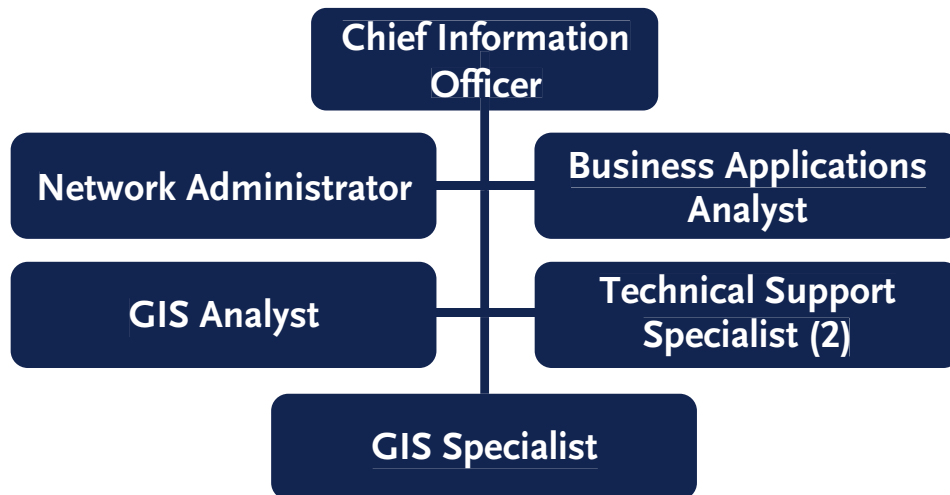 Chief Information
Officer
Network Administrator
Business Applications
Analyst
GIS Analyst
Technical Support
Specialist (2)
GIS Specialist